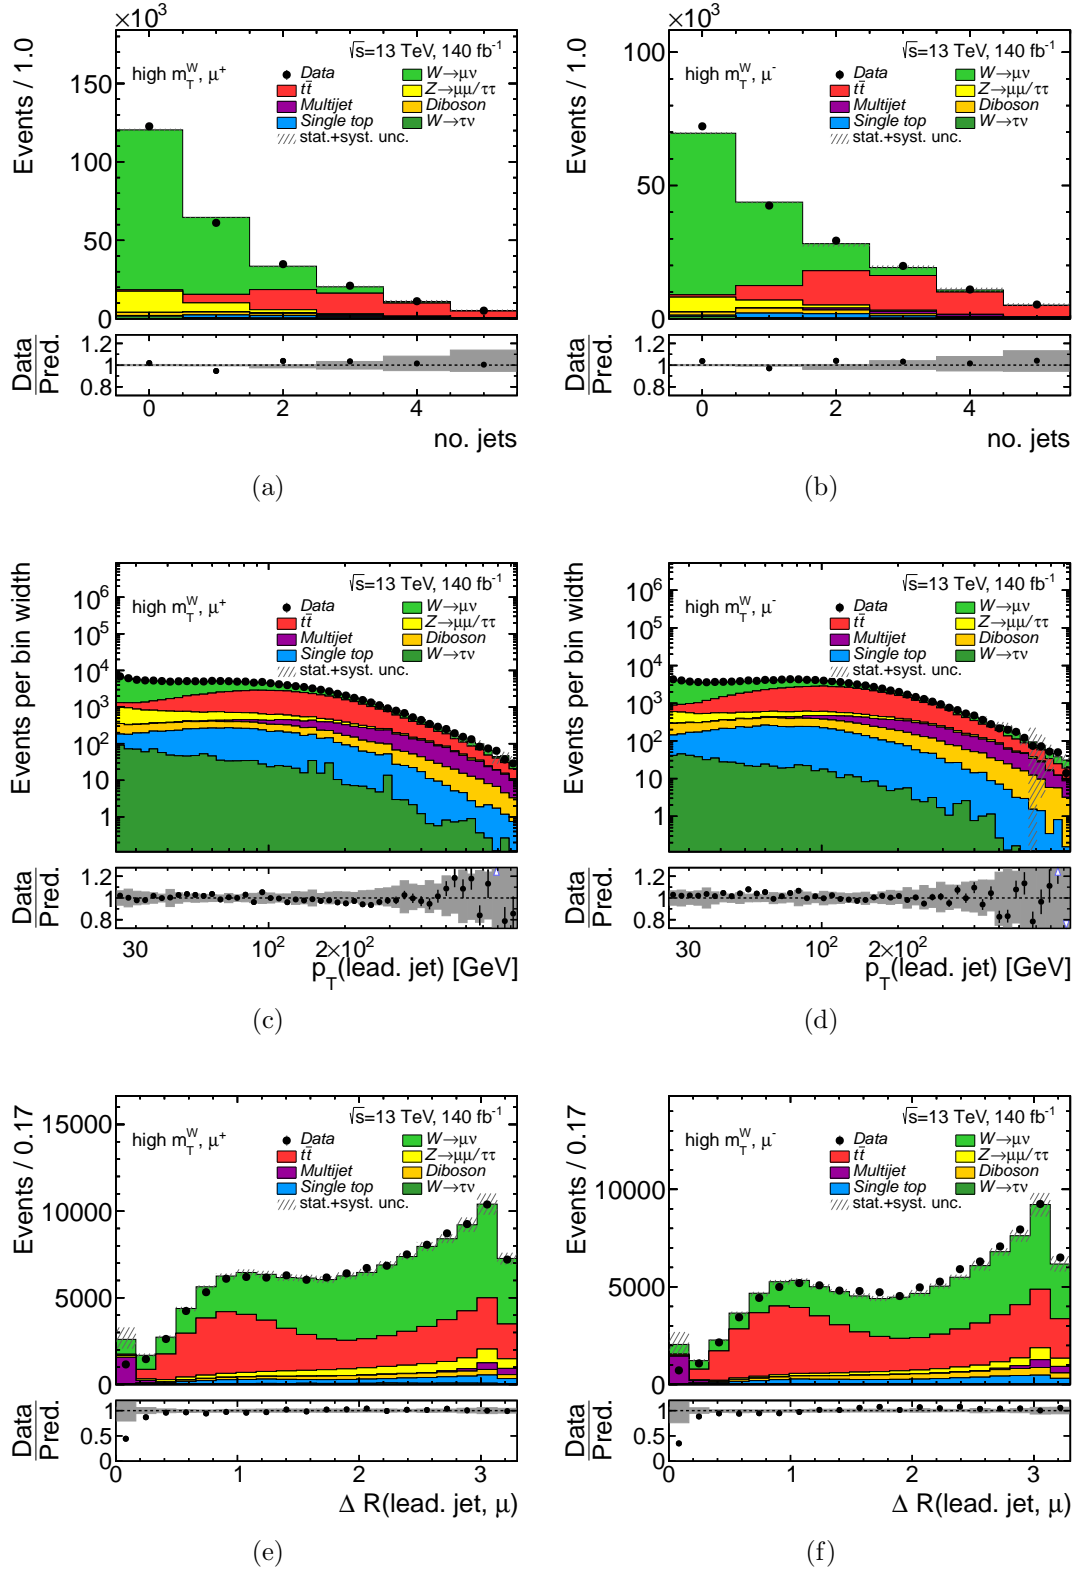 ×10³
Events / 1.0
√s=13 TeV, 140 fb⁻¹
high m_T^W, μ⁺
Data
W→μν
tt̄
Z→μμ/ττ
Multijet
Diboson
Single top
W→τν
stat.+syst. unc.
150
100
50
0
Data
Pred.
1.2
1
0.8
0 2 4
no. jets
(a)
×10³
Events / 1.0
√s=13 TeV, 140 fb⁻¹
high m_T^W, μ⁻
Data
W→μν
tt̄
Z→μμ/ττ
Multijet
Diboson
Single top
W→τν
stat.+syst. unc.
100
50
0
Data
Pred.
1.2
1
0.8
0 2 4
no. jets
(b)
Events per bin width
√s=13 TeV, 140 fb⁻¹
high m_T^W, μ⁺
Data
W→μν
tt̄
Z→μμ/ττ
Multijet
Diboson
Single top
W→τν
stat.+syst. unc.
10⁶
10⁵
10⁴
10³
10²
10
1
Data
Pred.
1.2
1
0.8
30 10² 2×10²
p_T(lead. jet) [GeV]
(c)
Events per bin width
√s=13 TeV, 140 fb⁻¹
high m_T^W, μ⁻
Data
W→μν
tt̄
Z→μμ/ττ
Multijet
Diboson
Single top
W→τν
stat.+syst. unc.
10⁶
10⁵
10⁴
10³
10²
10
1
Data
Pred.
1.2
1
0.8
30 10² 2×10²
p_T(lead. jet) [GeV]
(d)
Events / 0.17
√s=13 TeV, 140 fb⁻¹
high m_T^W, μ⁺
Data
W→μν
tt̄
Z→μμ/ττ
Multijet
Diboson
Single top
W→τν
stat.+syst. unc.
15000
10000
5000
0
Data
Pred.
1
0.5
0
0 1 2 3
Δ R(lead. jet, μ)
(e)
Events / 0.17
√s=13 TeV, 140 fb⁻¹
high m_T^W, μ⁻
Data
W→μν
tt̄
Z→μμ/ττ
Multijet
Diboson
Single top
W→τν
stat.+syst. unc.
10000
5000
0
Data
Pred.
1
0.5
0
0 1 2 3
Δ R(lead. jet, μ)
(f)